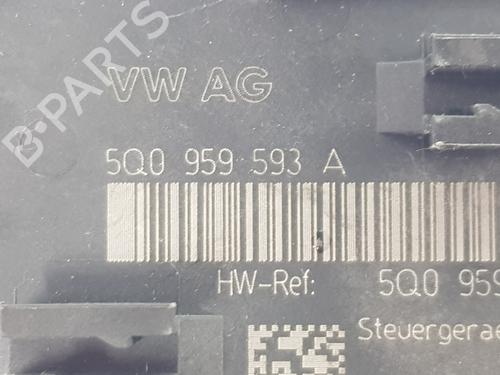 B-PARTS
VW AG
5Q0 959 593 A
HW-Ref: 5Q0 959
Steuergerae